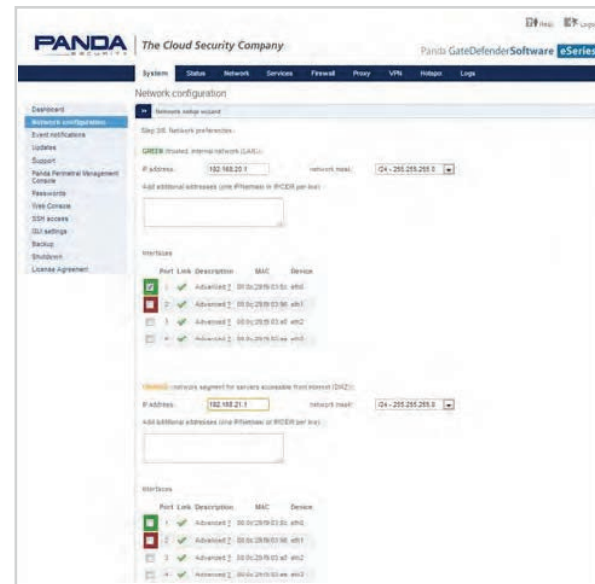 Help Logout
PANDA The Cloud Security Company
SECURITY
Panda GateDefenderSoftware eSeries
System Status Network Services Firewall Proxy VPN Hotspot Logs
Network configuration
Dashboard
Network configuration
Event notifications
Updates
Support
Panda Perimetral Management
Console
Passwords
Web Console
SSH access
GUI settings
Backup
Shutdown
License Agreement
>> Network setup wizard
Network preferences
GREEN (trusted, internal network (LAN)):
IP address: 192.168.20.1 network mask: /24 - 255.255.255.0
Add additional addresses (one IP/Netmask or IP/CIDR per line):
Interfaces
Port Link Description MAC Device
1 Advanced eth0
2 Advanced eth1
3 Advanced eth2
4 Advanced eth3
ORANGE (network segment for servers accessible from internet (DMZ)):
IP address: 192.168.21.1 network mask: /24 - 255.255.255.0
Add additional addresses (one IP/Netmask or IP/CIDR per line):
Interfaces
Port Link Description MAC Device
1 Advanced eth0
2 Advanced eth1
3 Advanced eth2
4 Advanced eth3